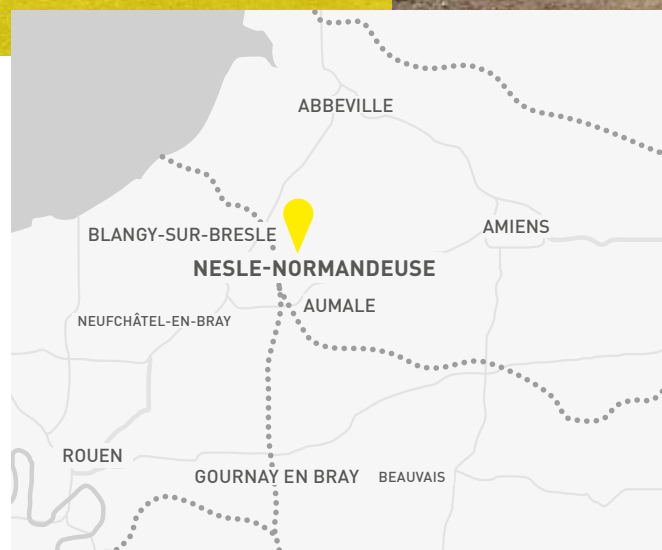 ABBEVILLE
AMIENS
BLANGY-SUR-BRESLE
NESLE-NORMANDEUSE
AUMALE
NEUFCHÂTEL-EN-BRAY
ROUEN
GOURNAY EN BRAY
BEAUVAIS